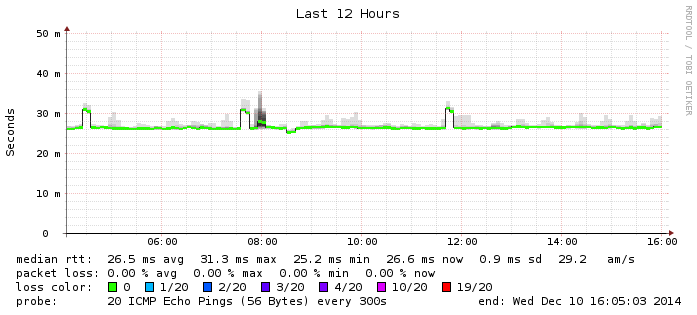 Last 12 Hours
RRDTOOL / TOBI OETIKER
Seconds
50 m
40 m
30 m
20 m
10 m
0
06:00 08:00 10:00 12:00 14:00 16:00
median rtt: 26.5 ms avg 31.3 ms max 25.2 ms min 26.6 ms now 0.9 ms sd 29.2 am/s
packet loss: 0.00 % avg 0.00 % max 0.00 % min 0.00 % now
loss color: 0 1/20 2/20 3/20 4/20 10/20 19/20
probe: 20 ICMP Echo Pings (56 Bytes) every 300s end: Wed Dec 10 16:05:03 2014